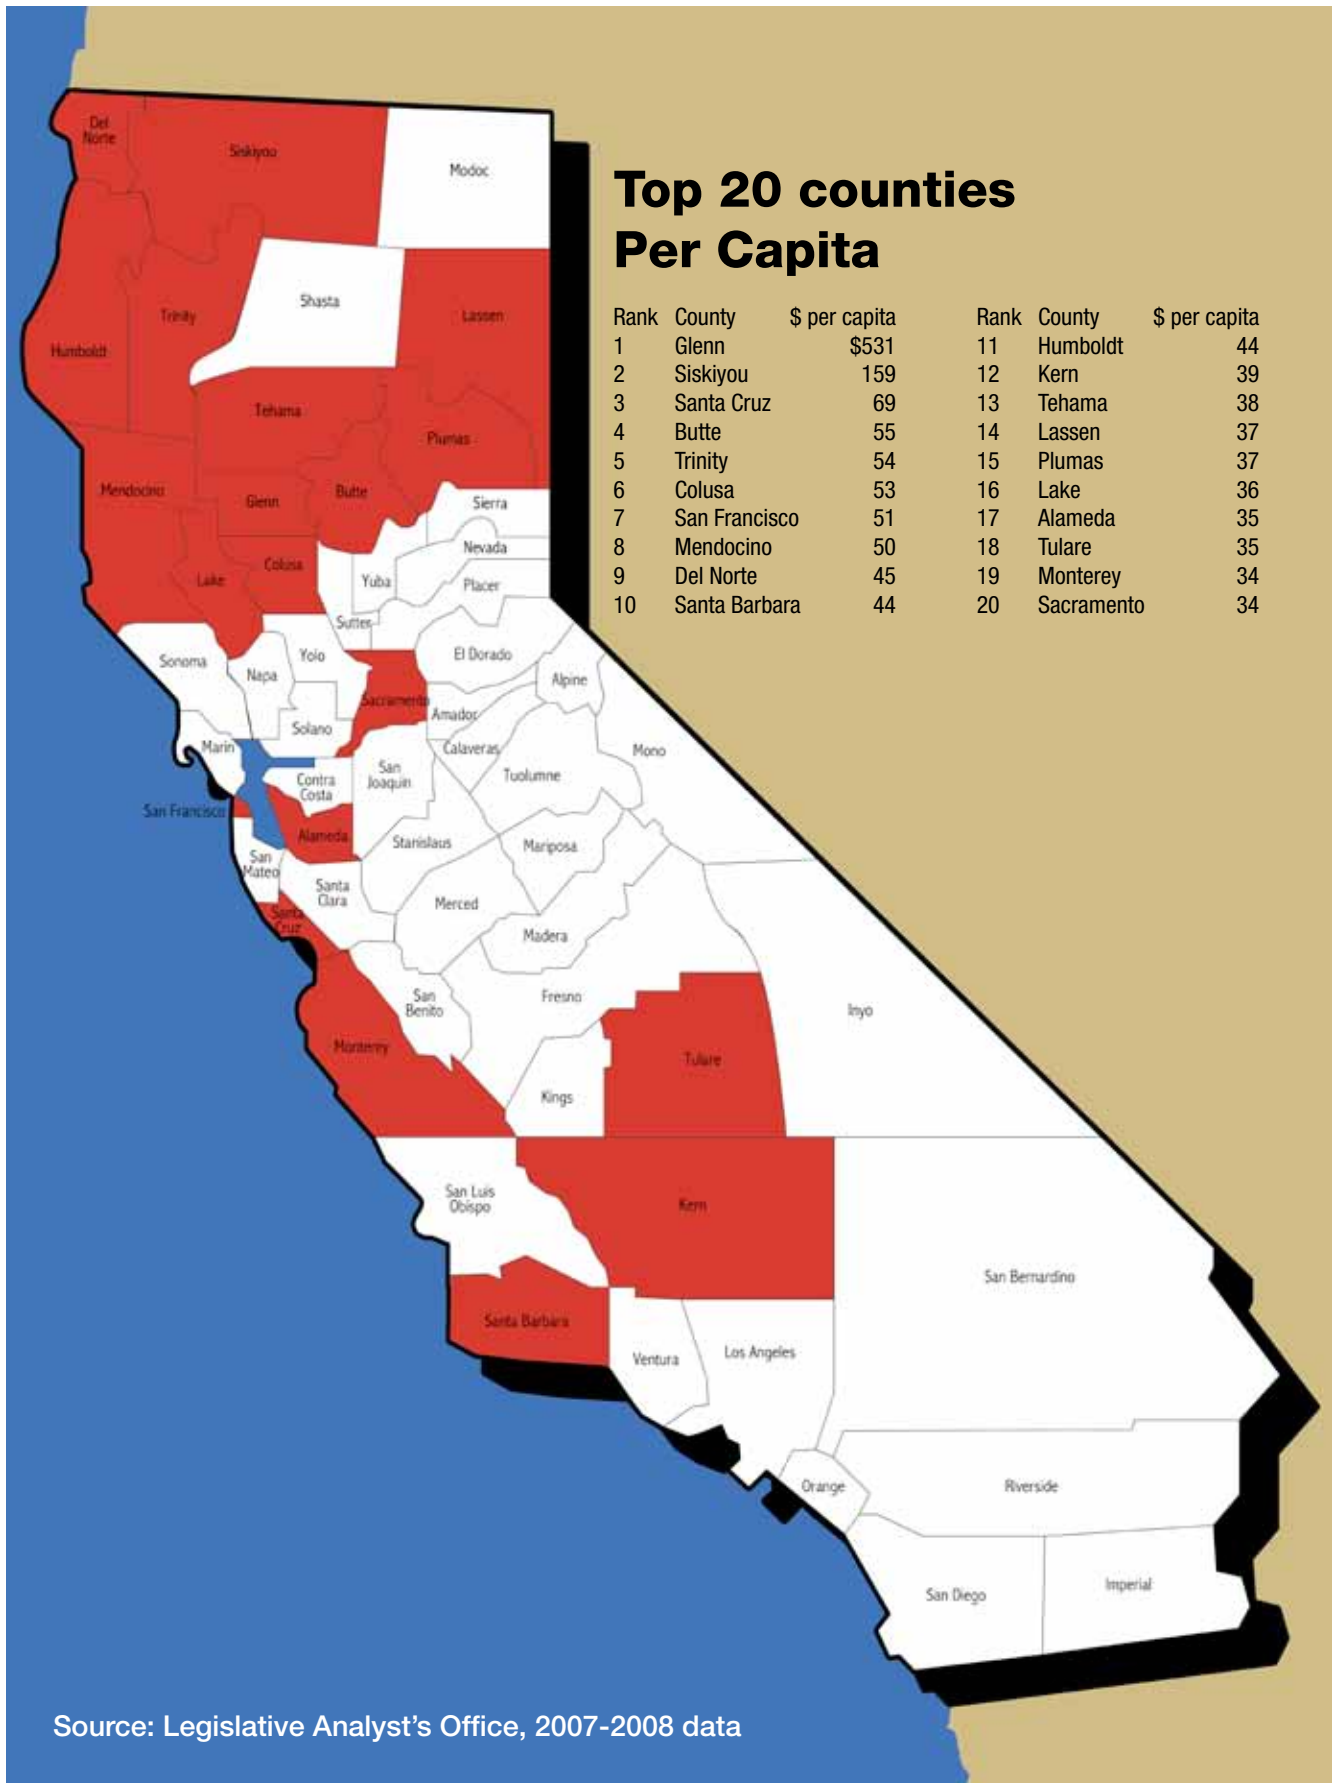 Top 20 counties
Per Capita
Rank County $ per capita
1 Glenn $531
2 Siskiyou 159
3 Santa Cruz 69
4 Butte 55
5 Trinity 54
6 Colusa 53
7 San Francisco 51
8 Mendocino 50
9 Del Norte 45
10 Santa Barbara 44
Rank County $ per capita
11 Humboldt 44
12 Kern 39
13 Tehama 38
14 Lassen 37
15 Plumas 37
16 Lake 36
17 Alameda 35
18 Tulare 35
19 Monterey 34
20 Sacramento 34
Del
Norte
Siskiyou
Modoc
Shasta
Trinity
Lassen
Humboldt
Tehama
Plumas
Mendocino
Glenn
Butte
Sierra
Nevada
Colusa
Lake
Yuba
Placer
Sutter
Sonoma
Yolo
El Dorado
Napa
Alpine
Sacramento
Amador
Solano
Marin
Calaveras
Mono
San
Joaquin
Tuolumne
Contra
Costa
San Francisco
Alameda
Stanislaus
Mariposa
San
Mateo
Santa
Clara
Merced
Santa
Cruz
Madera
San
Benito
Fresno
Inyo
Monterey
Tulare
Kings
San Luis
Obispo
Kern
San Bernardino
Santa Barbara
Ventura
Los Angeles
Orange
Riverside
San Diego
Imperial
Source: Legislative Analyst’s Office, 2007-2008 data